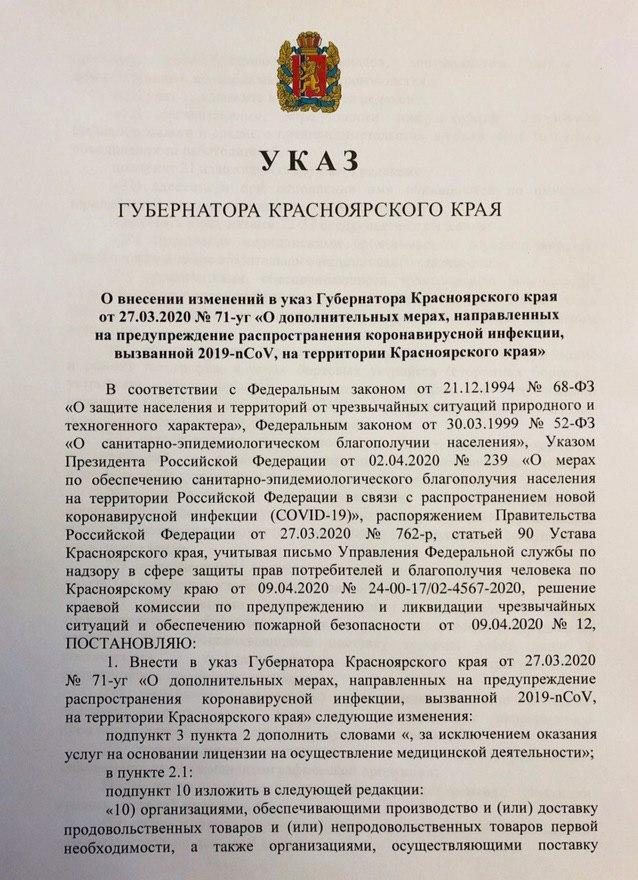 УКАЗ
ГУБЕРНАТОРА КРАСНОЯРСКОГО КРАЯ
О внесении изменений в указ Губернатора Красноярского края
от 27.03.2020 № 71-уг «О дополнительных мерах, направленных
на предупреждение распространения коронавирусной инфекции,
вызванной 2019-nCoV, на территории Красноярского края»
В соответствии с Федеральным законом от 21.12.1994 № 68-ФЗ
«О защите населения и территорий от чрезвычайных ситуаций природного и
техногенного характера», Федеральным законом от 30.03.1999 № 52-ФЗ
«О санитарно-эпидемиологическом благополучии населения», Указом
Президента Российской Федерации от 02.04.2020 № 239 «О мерах
по обеспечению санитарно-эпидемиологического благополучия населения
на территории Российской Федерации в связи с распространением новой
коронавирусной инфекции (COVID-19)», распоряжением Правительства
Российской Федерации от 27.03.2020 № 762-р, статьей 90 Устава
Красноярского края, учитывая письмо Управления Федеральной службы по
надзору в сфере защиты прав потребителей и благополучия человека по
Красноярскому краю от 09.04.2020 № 24-00-17/02-4567-2020, решение
краевой комиссии по предупреждению и ликвидации чрезвычайных
ситуаций и обеспечению пожарной безопасности от 09.04.2020 № 12,
ПОСТАНОВЛЯЮ:
1. Внести в указ Губернатора Красноярского края от 27.03.2020
№ 71-уг «О дополнительных мерах, направленных на предупреждение
распространения коронавирусной инфекции, вызванной 2019-nCoV,
на территории Красноярского края» следующие изменения:
подпункт 3 пункта 2 дополнить словами «, за исключением оказания
услуг на основании лицензии на осуществление медицинской деятельности»;
в пункте 2.1:
подпункт 10 изложить в следующей редакции:
«10) организациями, обеспечивающими производство и (или) доставку
продовольственных товаров и (или) непродовольственных товаров первой
необходимости, а также организациями, осуществляющими поставку